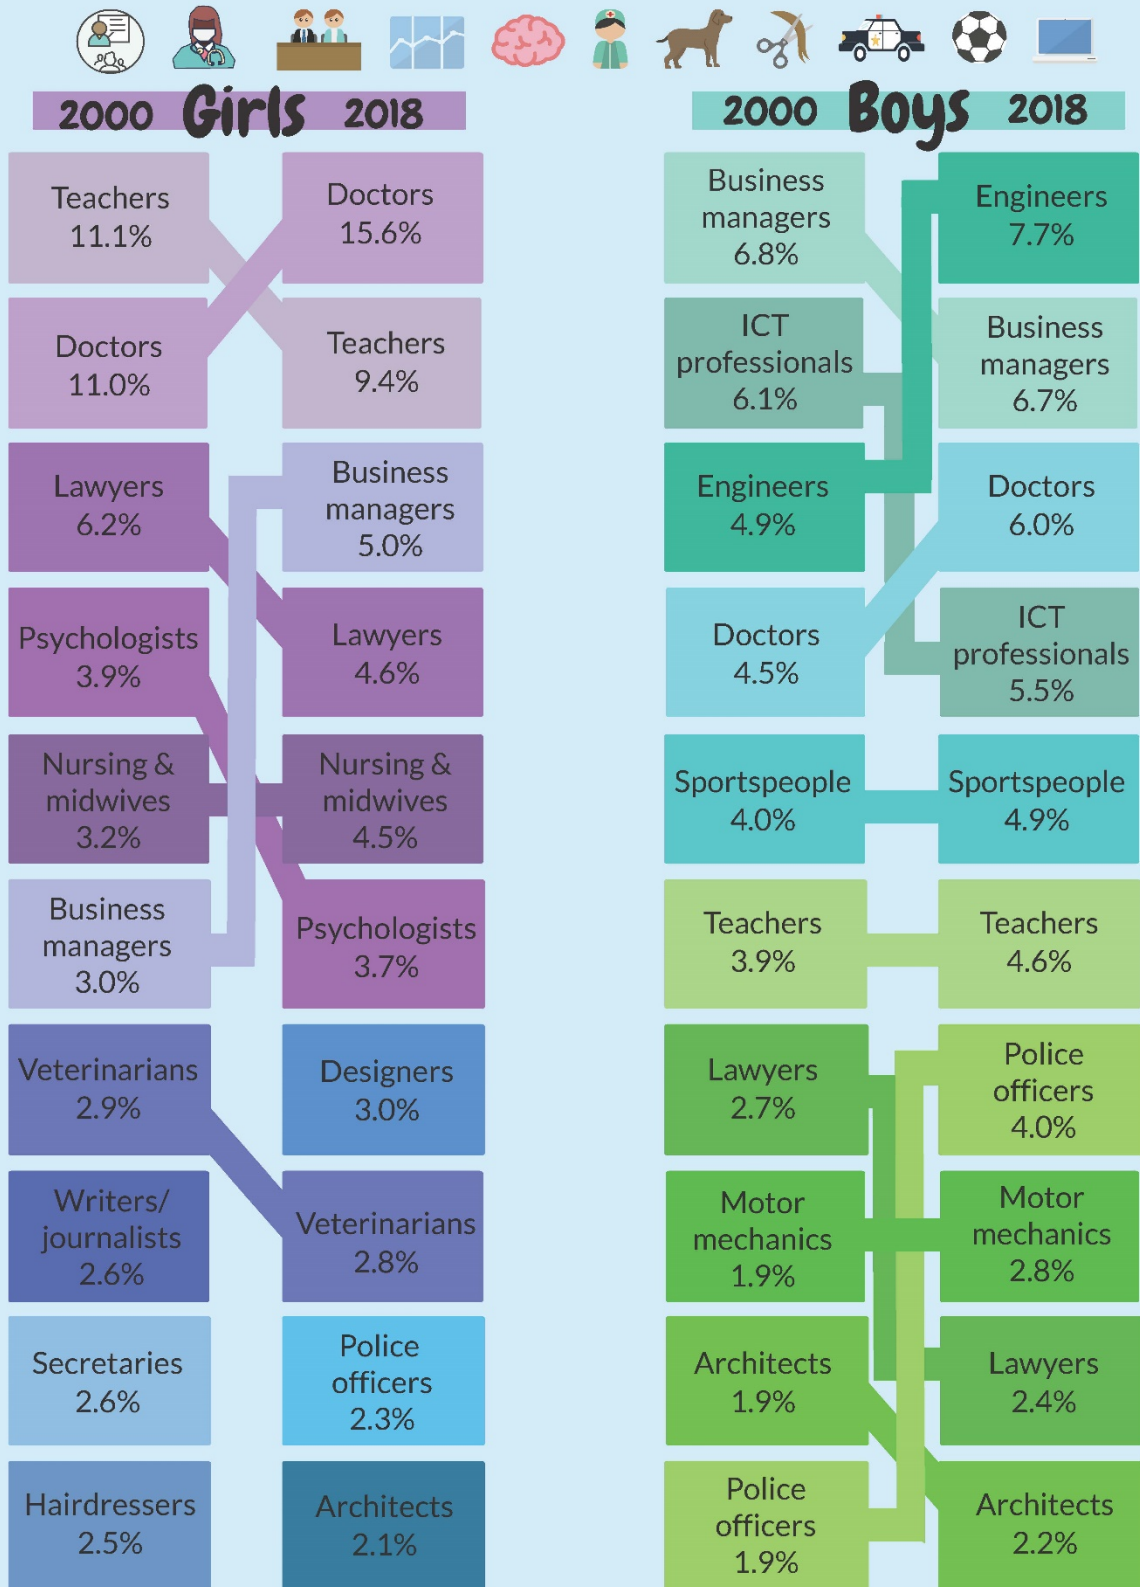 2000 Girls 2018
Teachers
11.1%
Doctors
11.0%
Lawyers
6.2%
Psychologists
3.9%
Nursing &
midwives
3.2%
Business
managers
3.0%
Veterinarians
2.9%
Writers/
journalists
2.6%
Secretaries
2.6%
Hairdressers
2.5%
Doctors
15.6%
Teachers
9.4%
Business
managers
5.0%
Lawyers
4.6%
Nursing &
midwives
4.5%
Psychologists
3.7%
Designers
3.0%
Veterinarians
2.8%
Police
officers
2.3%
Architects
2.1%
2000 Boys 2018
Business
managers
6.8%
ICT
professionals
6.1%
Engineers
4.9%
Doctors
4.5%
Sportspeople
4.0%
Teachers
3.9%
Lawyers
2.7%
Motor
mechanics
1.9%
Architects
1.9%
Police
officers
1.9%
Engineers
7.7%
Business
managers
6.7%
Doctors
6.0%
ICT
professionals
5.5%
Sportspeople
4.9%
Teachers
4.6%
Police
officers
4.0%
Motor
mechanics
2.8%
Lawyers
2.4%
Architects
2.2%